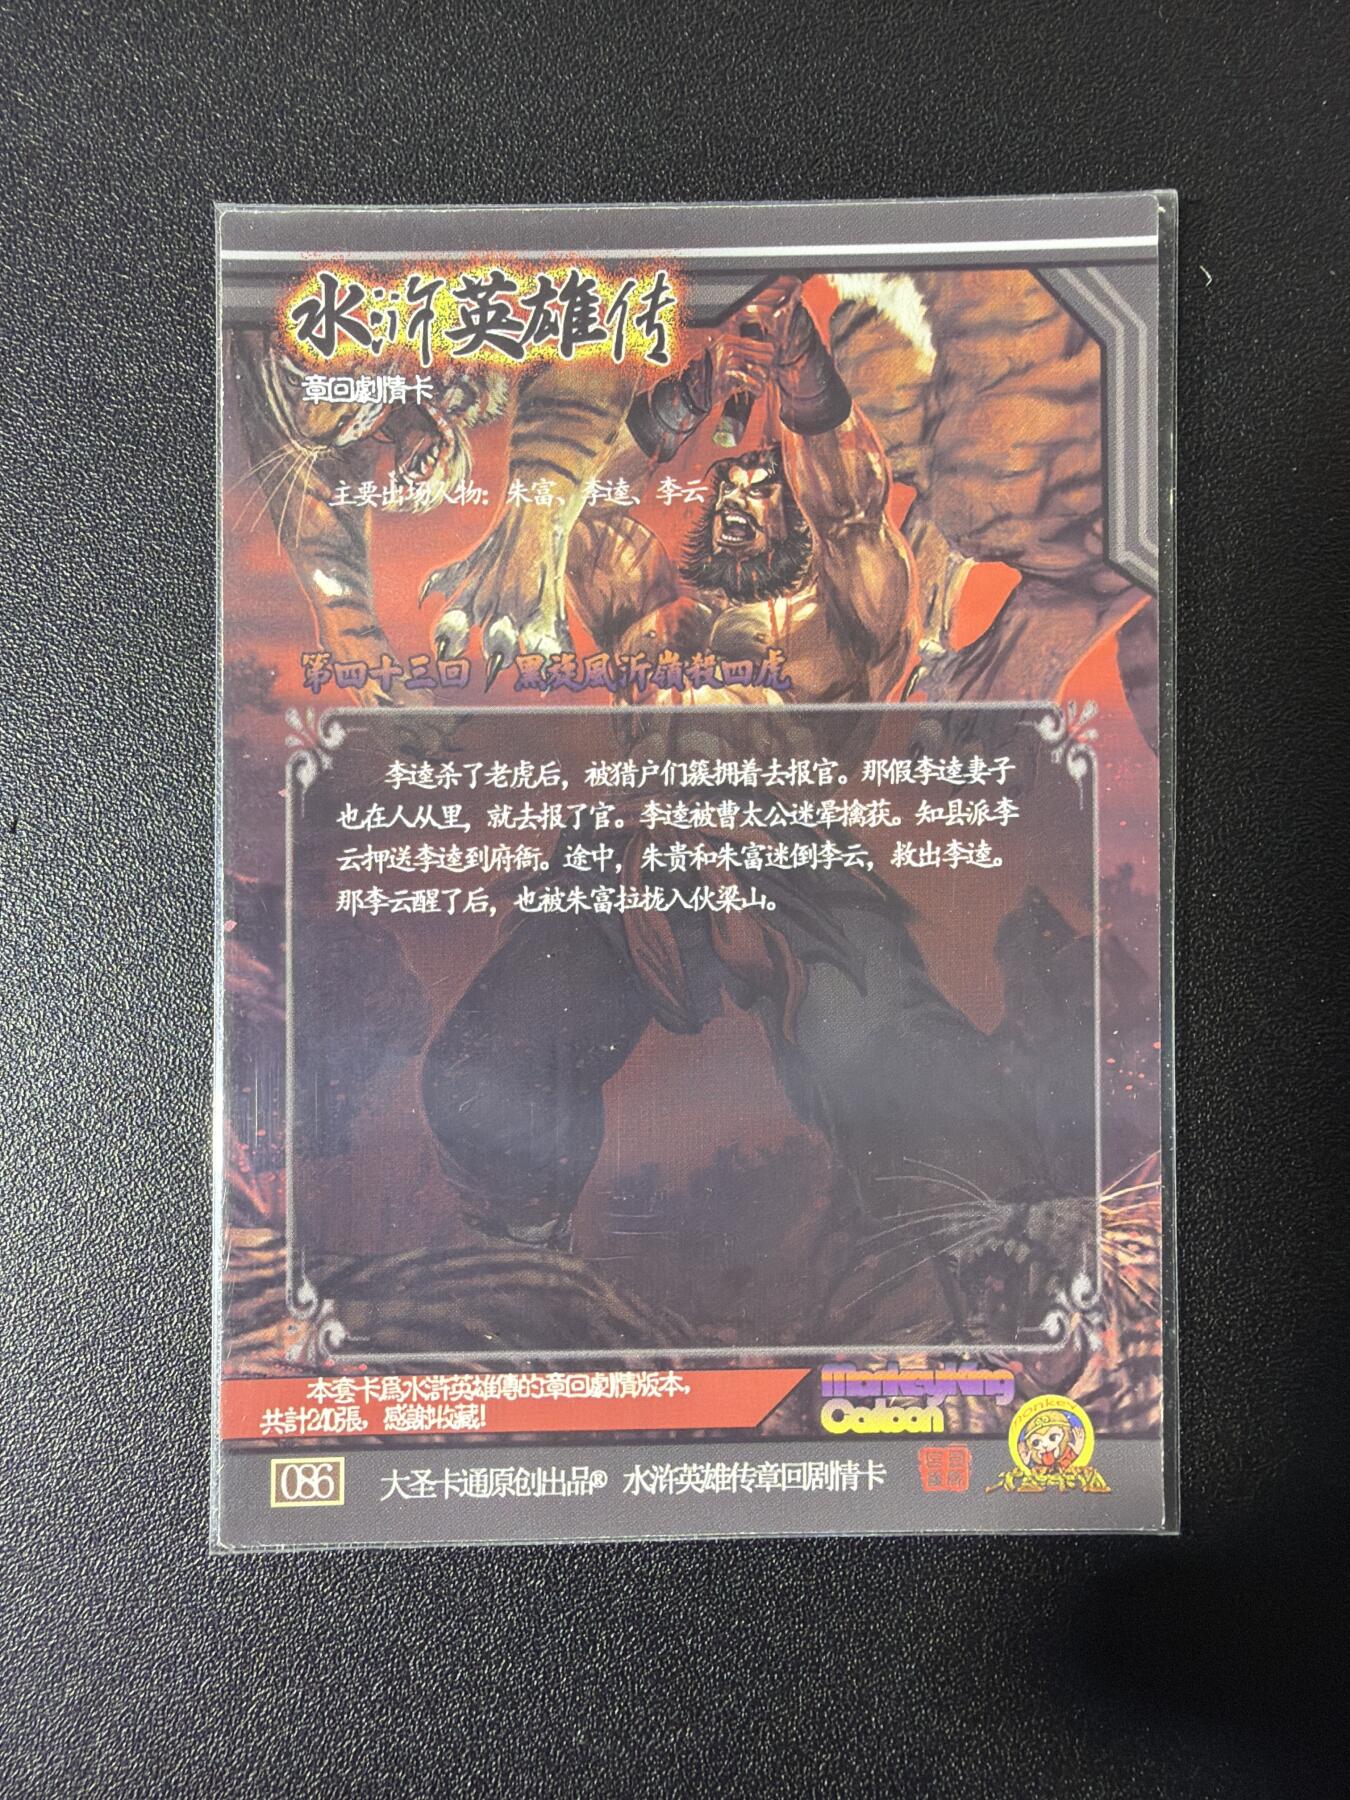 水浒英雄传
章回劇情卡
主要出场人物：朱富、李逵、李云
第四十三回 黑旋風沂嶺殺四虎
李逵杀了老虎后，被猎户们簇拥着去报官。那假李逵妻子
也在人从里，就去报了官。李逵被曹太公迷晕擒获。知县派李
云押送李逵到府衙。途中，朱贵和朱富迷倒李云，救出李逵。
那李云醒了后，也被朱富拉拢入伙梁山。
本套卡爲水滸英雄傳的章回劇情版本，
共計240張，感謝收藏！
MonkeyKing
Catoon
monkey
大圣卡通
086 大圣卡通原创出品® 水浒英雄传章回剧情卡